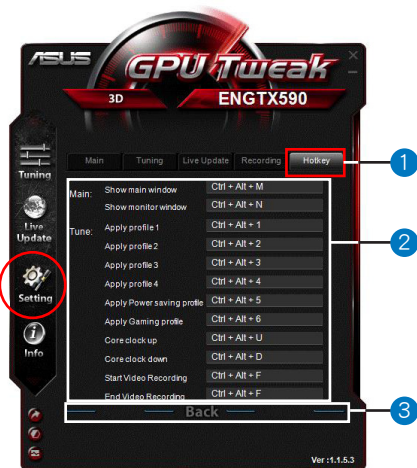 ASUS
GPU Tweak
3D ENGTX590
Main Tuning Live Update Recording Hotkey
1
Tuning
Live
Update
Setting
Info
Main: Show main window Ctrl + Alt + M
Show monitor window Ctrl + Alt + N
Tune: Apply profile 1 Ctrl + Alt + 1
Apply profile 2 Ctrl + Alt + 2
Apply profile 3 Ctrl + Alt + 3
Apply profile 4 Ctrl + Alt + 4
Apply Power saving profile Ctrl + Alt + 5
Apply Gaming profile Ctrl + Alt + 6
Core clock up Ctrl + Alt + U
Core clock down Ctrl + Alt + D
Start Video Recording Ctrl + Alt + F
End Video Recording Ctrl + Alt + F
2
Back
3
Ver :1.1.5.3